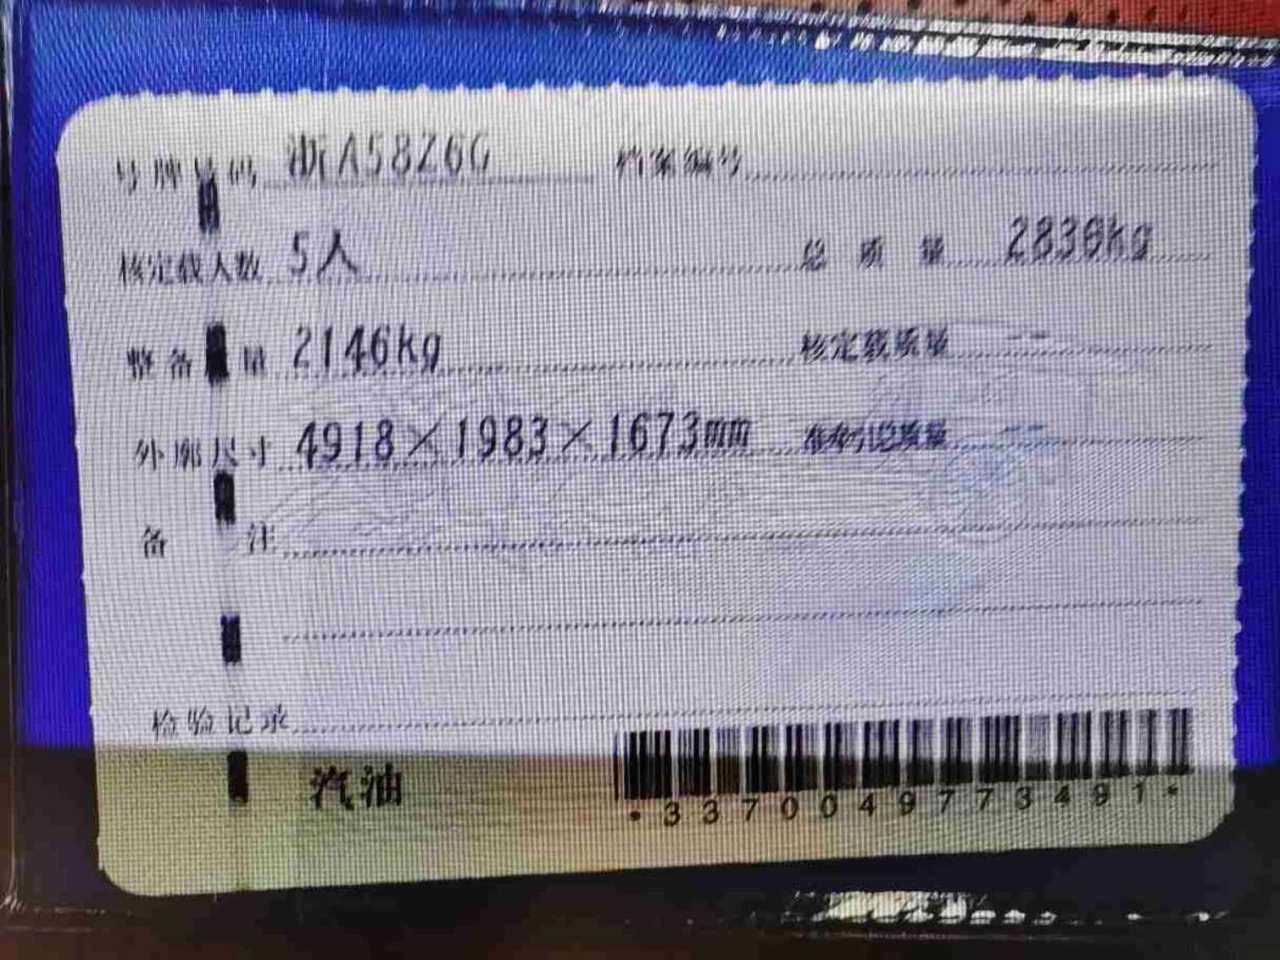 号牌号码 浙A58Z6G 档案编号
核定载人数 5人 总质量 2836kg
整备质量 2146kg 核定载质量 --
外廓尺寸 4918×1983×1673mm 准牵引总质量 --
备注
检验记录
汽油
*3370049773491*